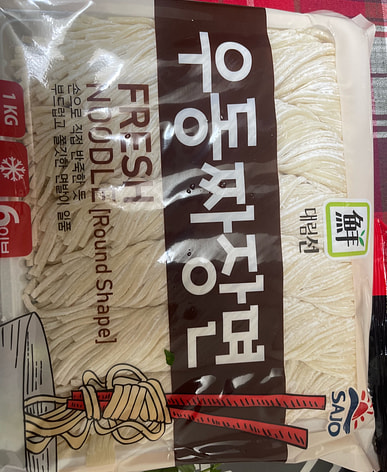 鮮
대림선
SAJO
우동짜장면
FRESH
NOODLE [Round Shape]
손으로 직접 반죽한 듯
부드럽고 쫄깃한 면발이 일품
1KG
6인분